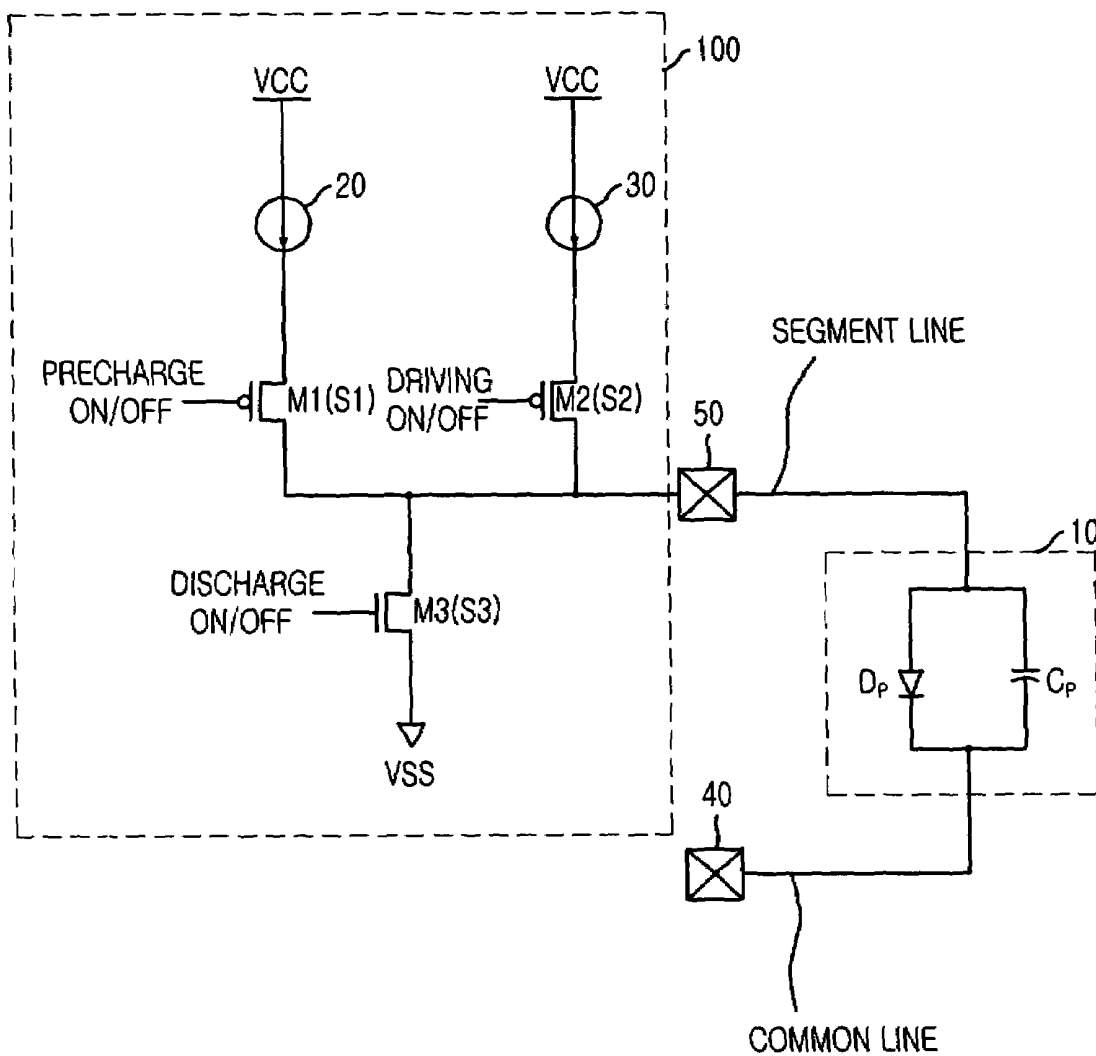 100
VCC
VCC
20
30
SEGMENT LINE
PRECHARGE
ON/OFF
M1(S1)
DRIVING
ON/OFF
M2(S2)
50
10
DISCHARGE
ON/OFF
M3(S3)
DP
CP
VSS
40
COMMON LINE